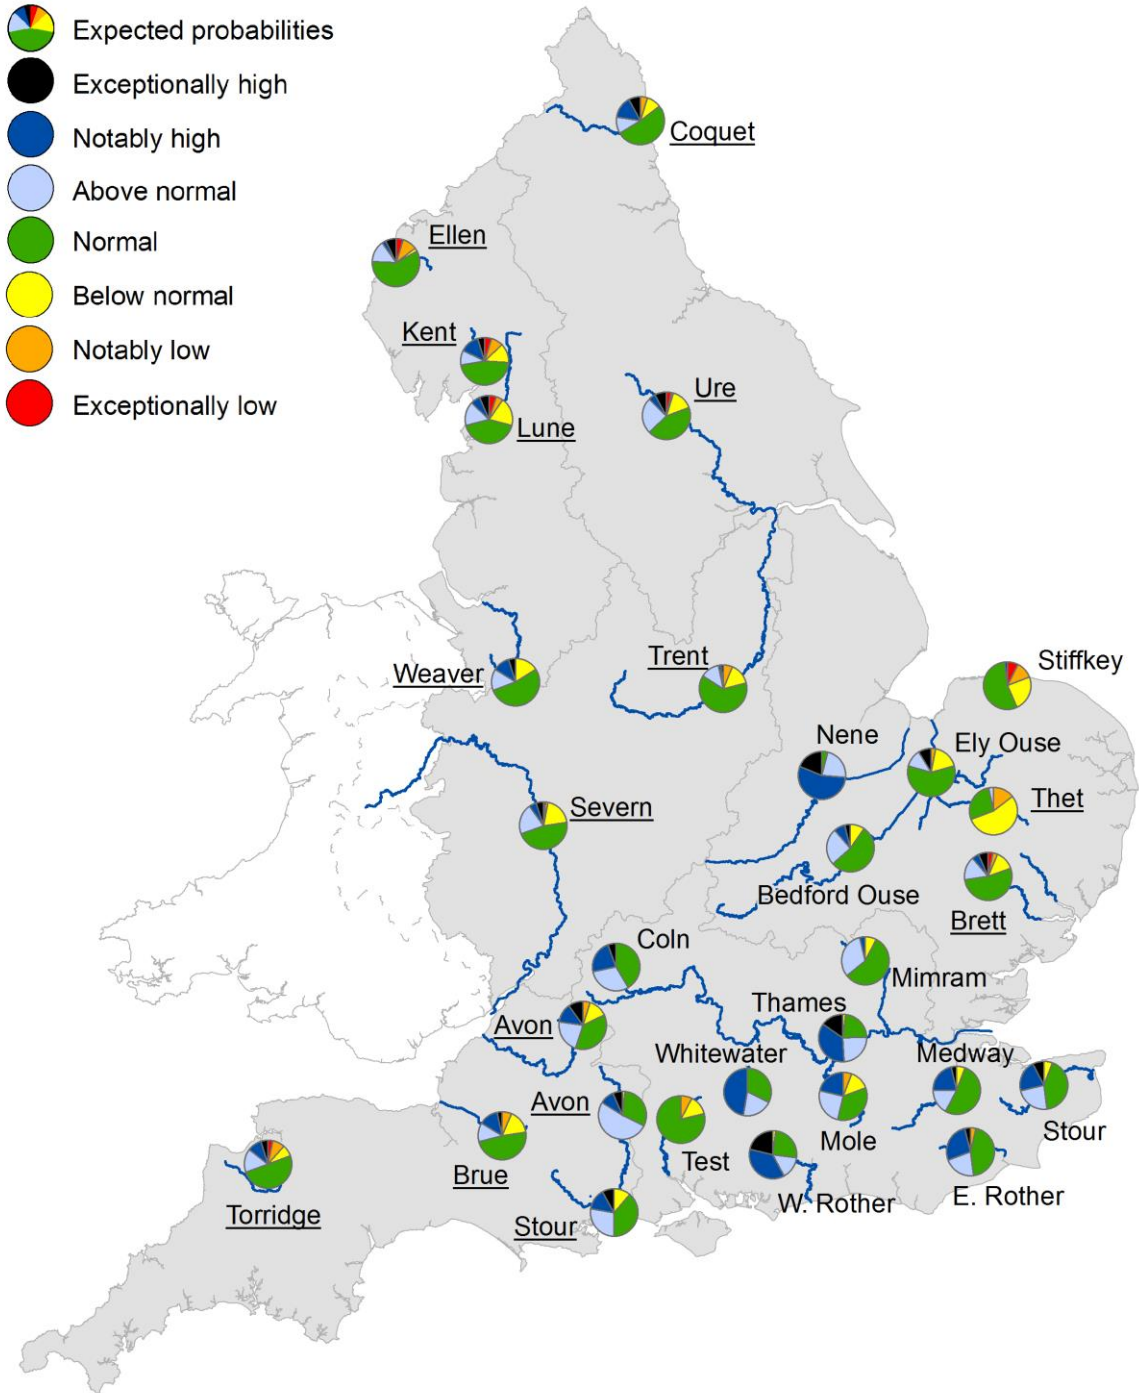 Expected probabilities
Exceptionally high
Notably high
Above normal
Normal
Below normal
Notably low
Exceptionally low
Coquet
Ellen
Kent
Ure
Lune
Weaver
Trent
Stiffkey
Nene
Ely Ouse
Thet
Severn
Bedford Ouse
Brett
Coln
Mimram
Thames
Avon
Whitewater
Medway
Avon
Mole
Stour
Test
Brue
W. Rother
E. Rother
Torridge
Stour